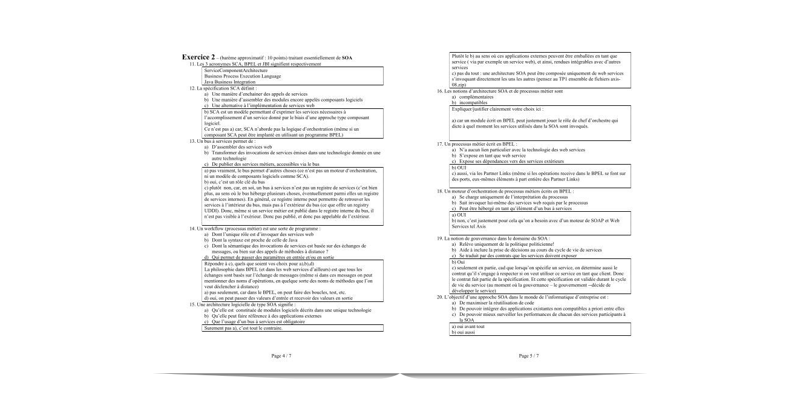 Exercice 2 – (barème approximatif : 10 points) traitant essentiellement de SOA
11. Les 3 acronymes SCA, BPEL et JBI signifient respectivement
ServiceComponentArchitecture
Business Process Execution Language
Java Business Integration
12. La spécification SCA définit :
a) Une manière d'enchainer des appels de services
b) Une manière d'assembler des modules encore appelés composants logiciels
c) Une alternative à l'implémentation de services web
b) SCA est un modèle permettant d'exprimer les services nécessaires à
l'accomplissement d'un service donné par le biais d'une approche type composant
logiciel.
Ce n'est pas a) car, SCA n'aborde pas la logique d'orchestration (même si un
composant SCA peut être implanté en utilisant un programme BPEL)
13. Un bus à services permet de :
a) D'assembler des services web
b) Transformer des invocations de services émises dans une technologie donnée en une
autre technologie
c) De publier des services métiers, accessibles via le bus
a) pas vraiment, le bus permet d'autres choses (ce n'est pas un moteur d'orchestration,
ni un modèle de composants logiciels comme SCA).
b) oui, c'est un rôle clé du bus
c) plutôt non, car, en soi, un bus à services n'est pas un registre de services (c'est bien
plus, au sens où le bus héberge plusieurs choses, éventuellement parmi elles un registre
de services internes). En général, ce registre interne peut permettre de retrouver les
services à l'intérieur du bus, mais pas à l'extérieur du bus (ce que offre un registry
UDDI). Donc, même si un service métier est publié dans le registre interne du bus, il
n'est pas visible à l'extérieur. Donc pas publié, et donc pas appelable de l'extérieur.
14. Un workflow (processus métier) est une sorte de programme :
a) Dont l'unique rôle est d'invoquer des services web
b) Dont la syntaxe est proche de celle de Java
c) Dont la sémantique des invocations de services est basée sur des échanges de
messages, ou bien sur des appels de méthodes à distance ?
d) Qui permet de passer des paramètres en entrée et/ou en sortie
Répondre à c), quels que soient vos choix pour a),b),d)
La philosophie dans BPEL (et dans les web services d'ailleurs) est que tous les
échanges sont basés sur l'échange de messages (même si dans ces messages on peut
mentionner des noms d'opérations, en quelque sorte des noms de méthodes que l'on
veut déclencher à distance)
a) pas seulement, car dans le BPEL, on peut faire des boucles, test, etc.
d) oui, on peut passer des valeurs d'entrée et recevoir des valeurs en sortie
15. Une architecture logicielle de type SOA signifie :
a) Qu'elle est constituée de modules logiciels décrits dans une unique technologie
b) Qu'elle peut faire référence à des applications externes
c) Que l'usage d'un bus à services est obligatoire
Surement pas a), c'est tout le contraire.
Page 4 / 7
Plutôt le b) au sens où ces applications externes peuvent être emballées en tant que
service ( via par exemple un service web), et ainsi, rendues intégrables avec d'autre
services
c) pas du tout : une architecture SOA peut être composée uniquement de web services
s'invoquant directement les uns les autres (penser au TP1 ensemble de fichiers axis-
08.zip)
16. Les notions d'architecture SOA et de processus métier sont
a) complémentaires
b) incompatibles
Expliquer/justifier clairement votre choix ici :
a) car un module écrit en BPEL peut justement jouer le rôle de chef d'orchestre qui
dicte à quel moment les services utilisés dans la SOA sont invoqués.
17. Un processus métier écrit en BPEL :
a) N'a aucun lien particulier avec la technologie des web services
b) S'expose en tant que web service
c) Expose ses dépendances vers des services extérieurs
b) OUI
c) aussi, via les Partner Links (même si les opérations inscrive dans le BPEL se font sur
des ports, eux-mêmes éléments à part entière des Partner Links)
18. Un moteur d'orchestration de processus métiers écrits en BPEL :
a) Se charge uniquement de l'interprétation du processus
b) Sait invoquer lui-même des services web requis par le processus
c) Peut être hébergé en tant qu'élément d'un bus à services
a) OUI
b) non, c'est justement pour cela qu'on a besoin avec d'un moteur de SOAP et Web
Services tel Axis
19. La notion de gouvernance dans le domaine du SOA :
a) Relève uniquement de la politique politicienne!
b) Aide à inclure la prise de décisions au cours du cycle de vie de services
c) Se traduit par des contrats que les services doivent exposer
b) Oui
c) seulement en partie, cad.que lorsqu'on spécifie un service, on détermine aussi le
contrat qu'il s'engage à respecter si on veut utiliser ce service en tant que client. Donc
le contrat fait partie de la spécification. Et cette spécification est validée durant le cycle
de vie du service (au moment où la gouvernance – le gouvernement –décide de
développer le service)
20. L'objectif d'une approche SOA dans le monde de l'informatique d'entreprise est :
a) De maximiser la réutilisation de code
b) De pouvoir intégrer des applications existantes non compatibles a priori entre elles
c) De pouvoir mieux surveiller les performances de chacun des services participants à
la SOA
a) oui avant tout
b) oui aussi
Page 5 / 7